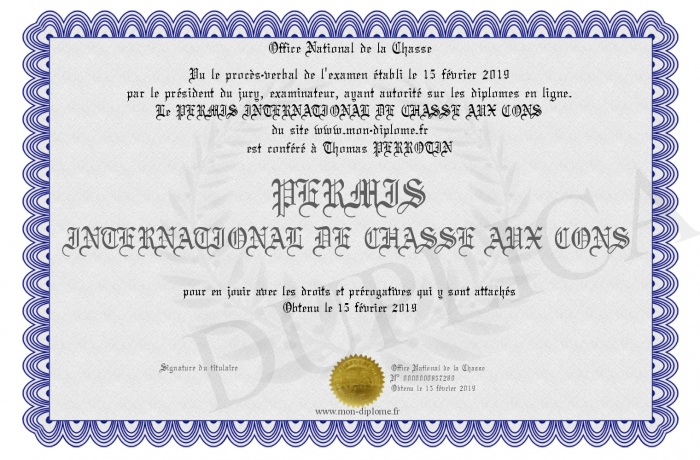 Office National de la Chasse
Vu le procès-verbal de l'examen établi le 15 février 2019
par le président du jury, examinateur, ayant autorité sur les diplomes en ligne.
Le PERMIS INTERNATIONAL DE CHASSE AUX CONS
du site www.mon-diplome.fr
est conféré à Thomas PERROTIN
PERMIS
INTERNATIONAL DE CHASSE AUX CONS
DUPLICA
pour en jouir avec les droits et prérogatives qui y sont attachés
Obtenu le 15 février 2019
Signature du titulaire
Office National de la Chasse
N° 0000000857289
Obtenu le 15 février 2019
www.mon-diplome.fr